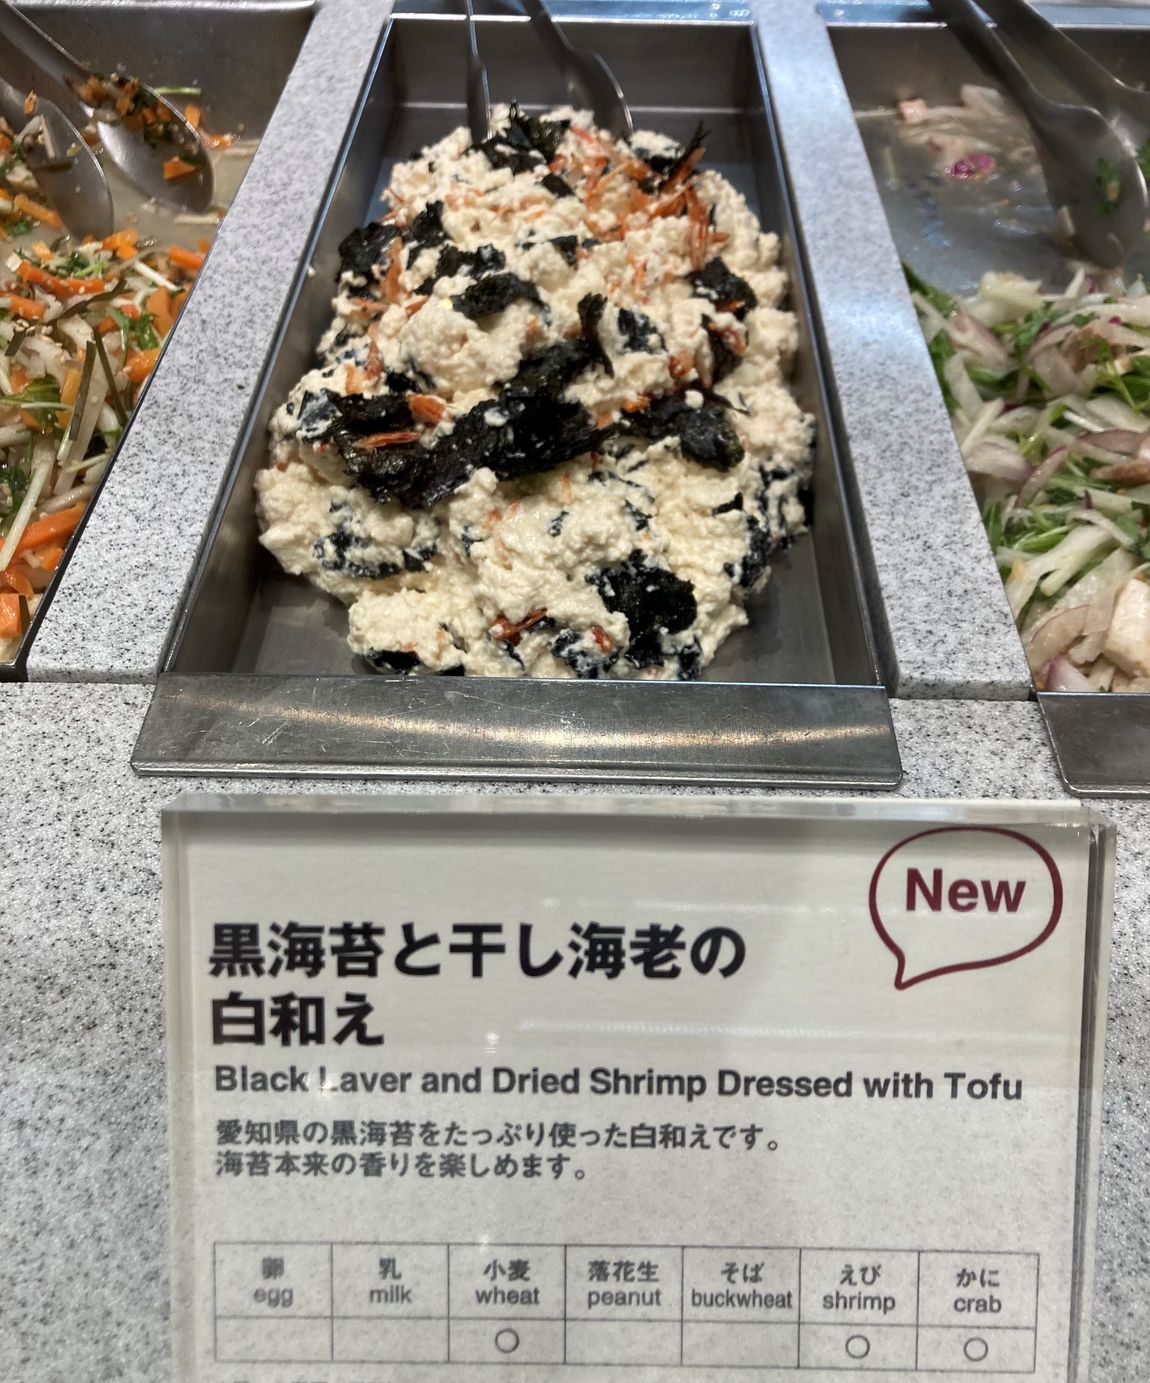 New
黒海苔と干し海老の
白和え
Black Laver and Dried Shrimp Dressed with Tofu
愛知県の黒海苔をたっぷり使った白和えです。
海苔本来の香りを楽しめます。
卵 乳 小麦 落花生 そば えび かに
egg milk wheat peanut buckwheat shrimp crab
○ ○ ○